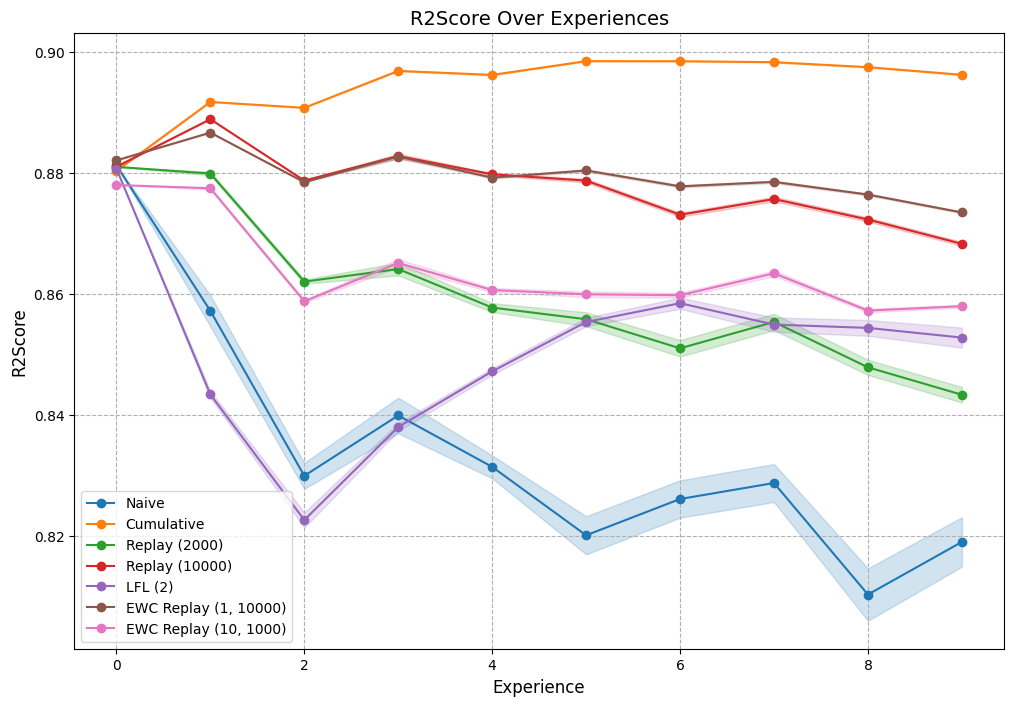 R2Score Over Experiences
R2Score
0.90
0.88
0.86
0.84
0.82
Naive
Cumulative
Replay (2000)
Replay (10000)
LFL (2)
EWC Replay (1, 10000)
EWC Replay (10, 1000)
0 2 4 6 8
Experience